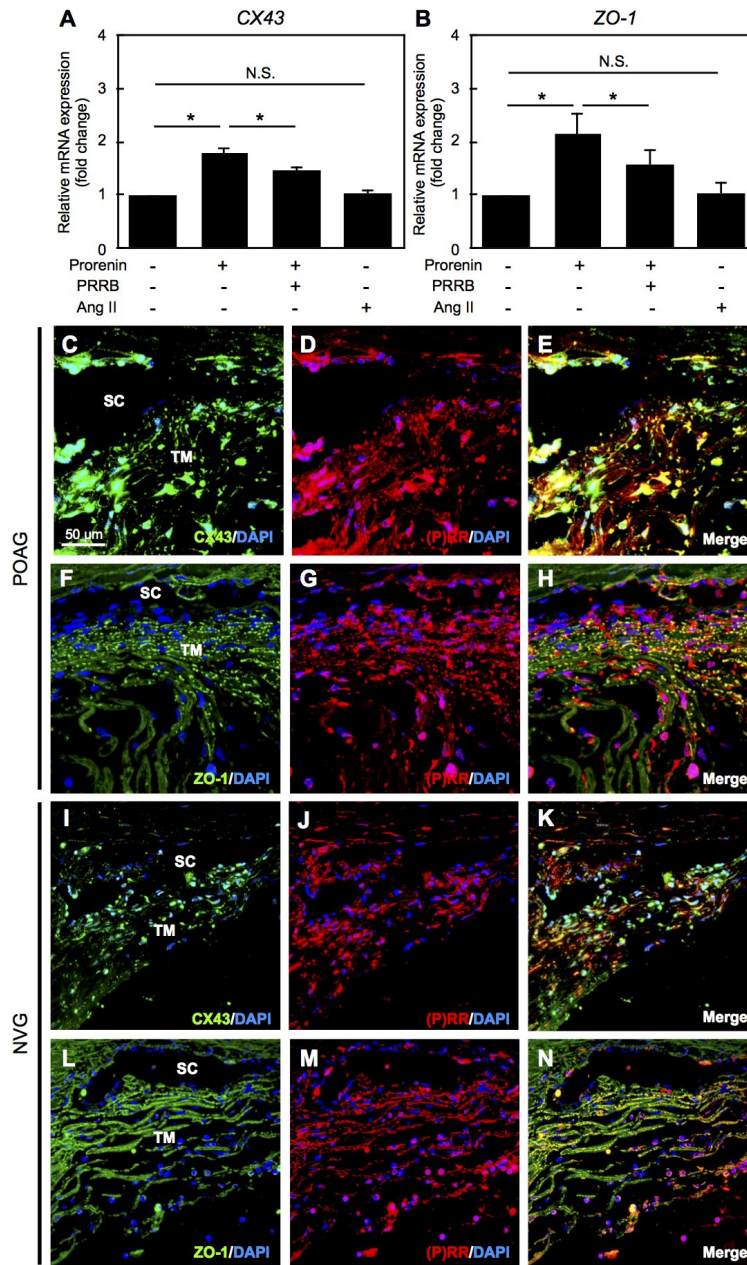 A CX43
Relative mRNA expression
(fold change)
4
3
2
1
0
N.S.
* *
Prorenin - + + -
PRRB - - + -
Ang II - - - +
B ZO-1
Relative mRNA expression
(fold change)
4
3
2
1
0
N.S.
* *
Prorenin - + + -
PRRB - - + -
Ang II - - - +
POAG
C
SC
TM
50 µm
CX43/DAPI
D
(P)RR/DAPI
E
Merge
F
SC
TM
ZO-1/DAPI
G
(P)RR/DAPI
H
Merge
NVG
I
SC
TM
CX43/DAPI
J
(P)RR/DAPI
K
Merge
L
SC
TM
ZO-1/DAPI
M
(P)RR/DAPI
N
Merge